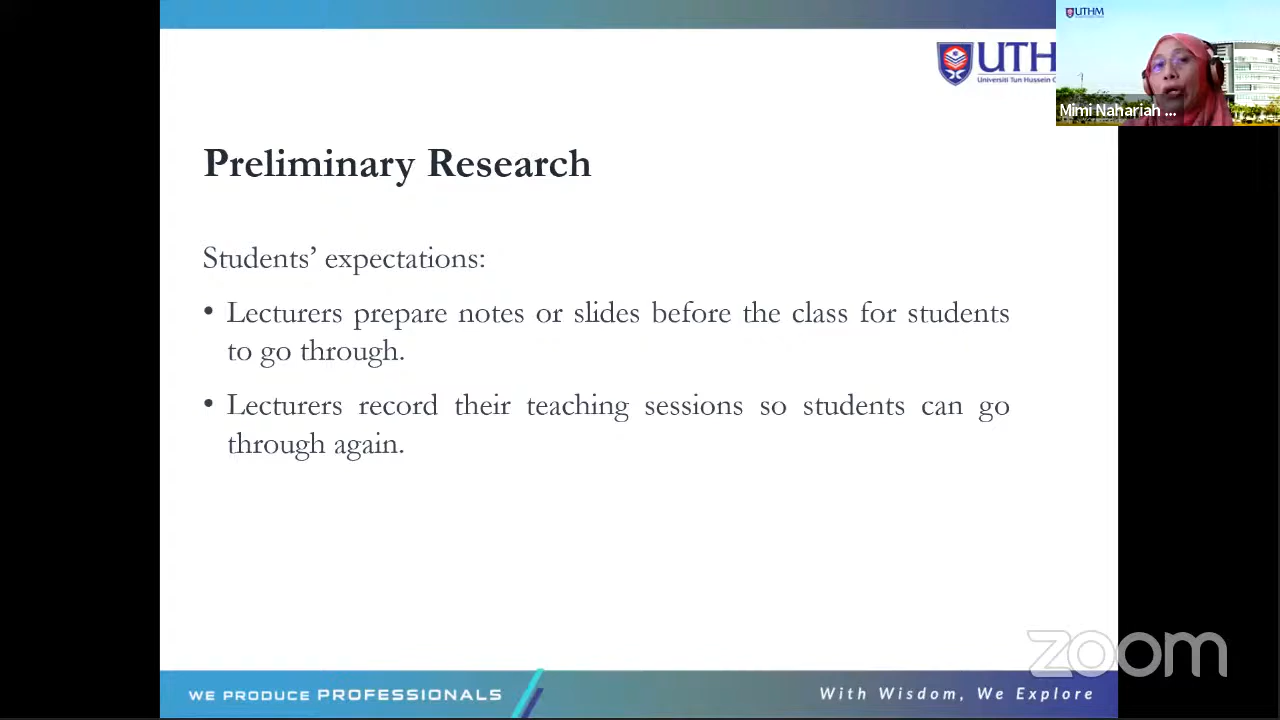 UTHM
UTH
Universiti Tun Hussein
Mimi Nahariah ...
Preliminary Research
Students’ expectations:
• Lecturers prepare notes or slides before the class for students
to go through.
• Lecturers record their teaching sessions so students can go
through again.
zoom
WE PRODUCE PROFESSIONALS
With Wisdom, We Explore